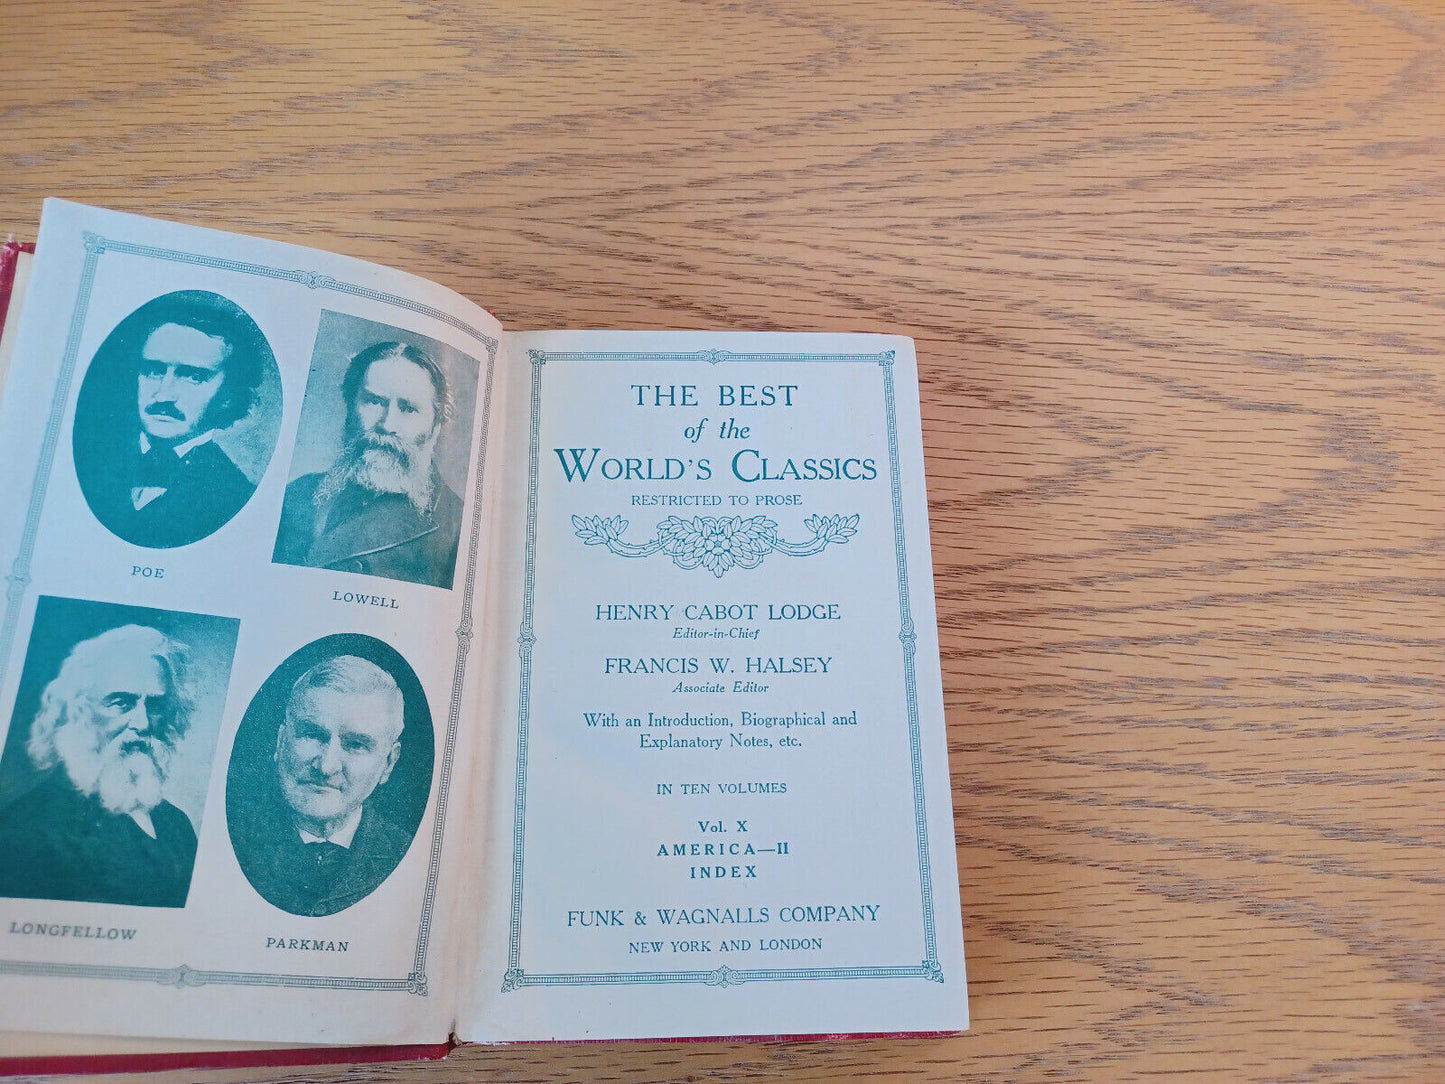 POE
LOWELL
LONGFELLOW
PARKMAN
THE BEST
of the
WORLD'S CLASSICS
RESTRICTED TO PROSE
HENRY CABOT LODGE
Editor-in-Chief
FRANCIS W. HALSEY
Associate Editor
With an Introduction, Biographical and
Explanatory Notes, etc.
IN TEN VOLUMES
Vol. X
AMERICA—II
INDEX
FUNK & WAGNALLS COMPANY
NEW YORK AND LONDON